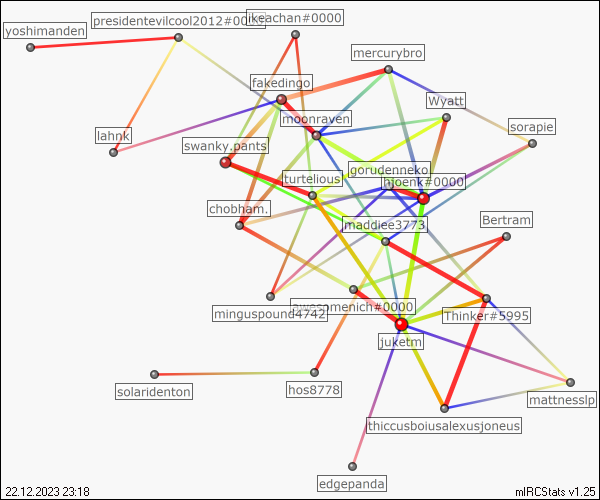 ikeachan#0000
presidentevilcool2012#00
yoshimanden
mercurybro
fakedingo
Wyatt
moonraven
sorapie
lahnk
swanky.pants
gorudenneko
turtelious
hjoenk#0000
chobham.
Bertram
maddiee3773
awesomenich#0000
minguspound4742
Thinker#5995
juketm
solaridenton
hos8778
mattnesslp
thiccusboiusalexusjoneus
edgepanda
22.12.2023 23:18
mIRCStats v1.25